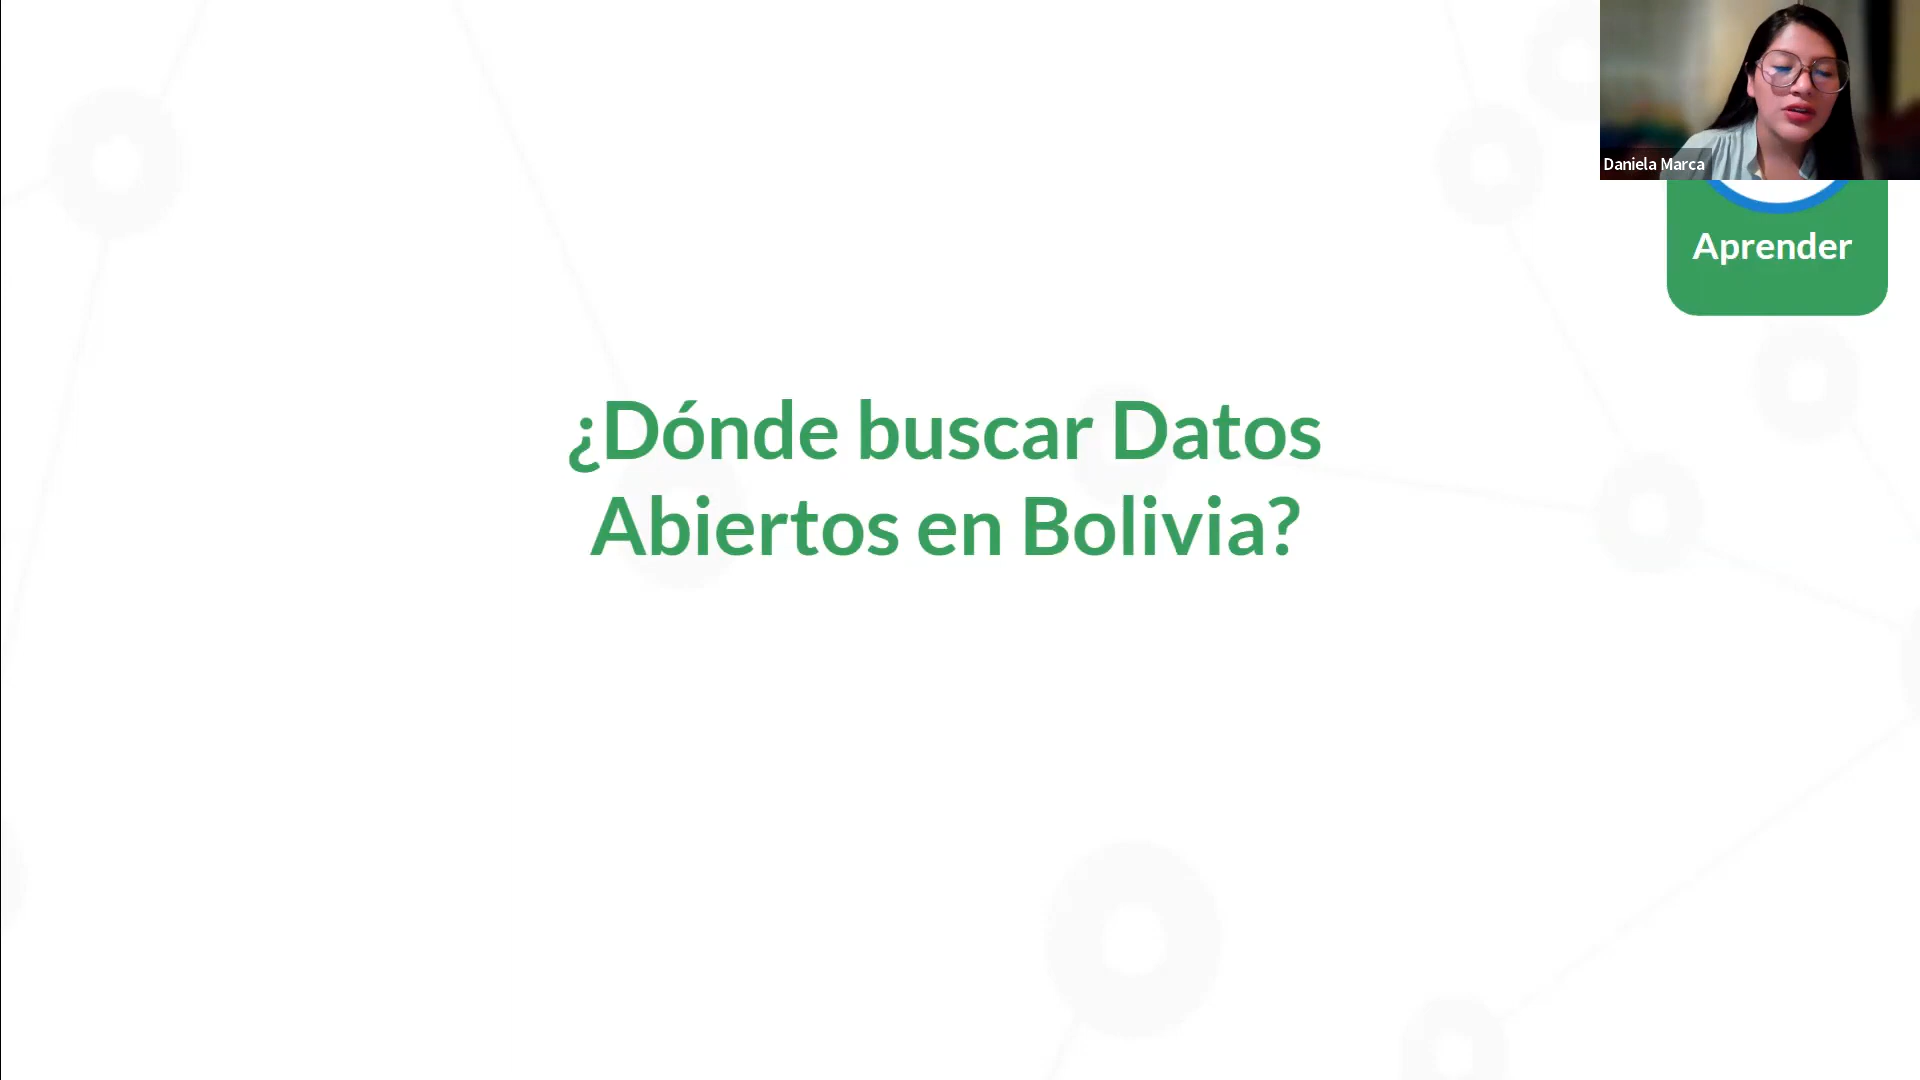 Daniela Marca
Aprender
¿Dónde buscar Datos
Abiertos en Bolivia?